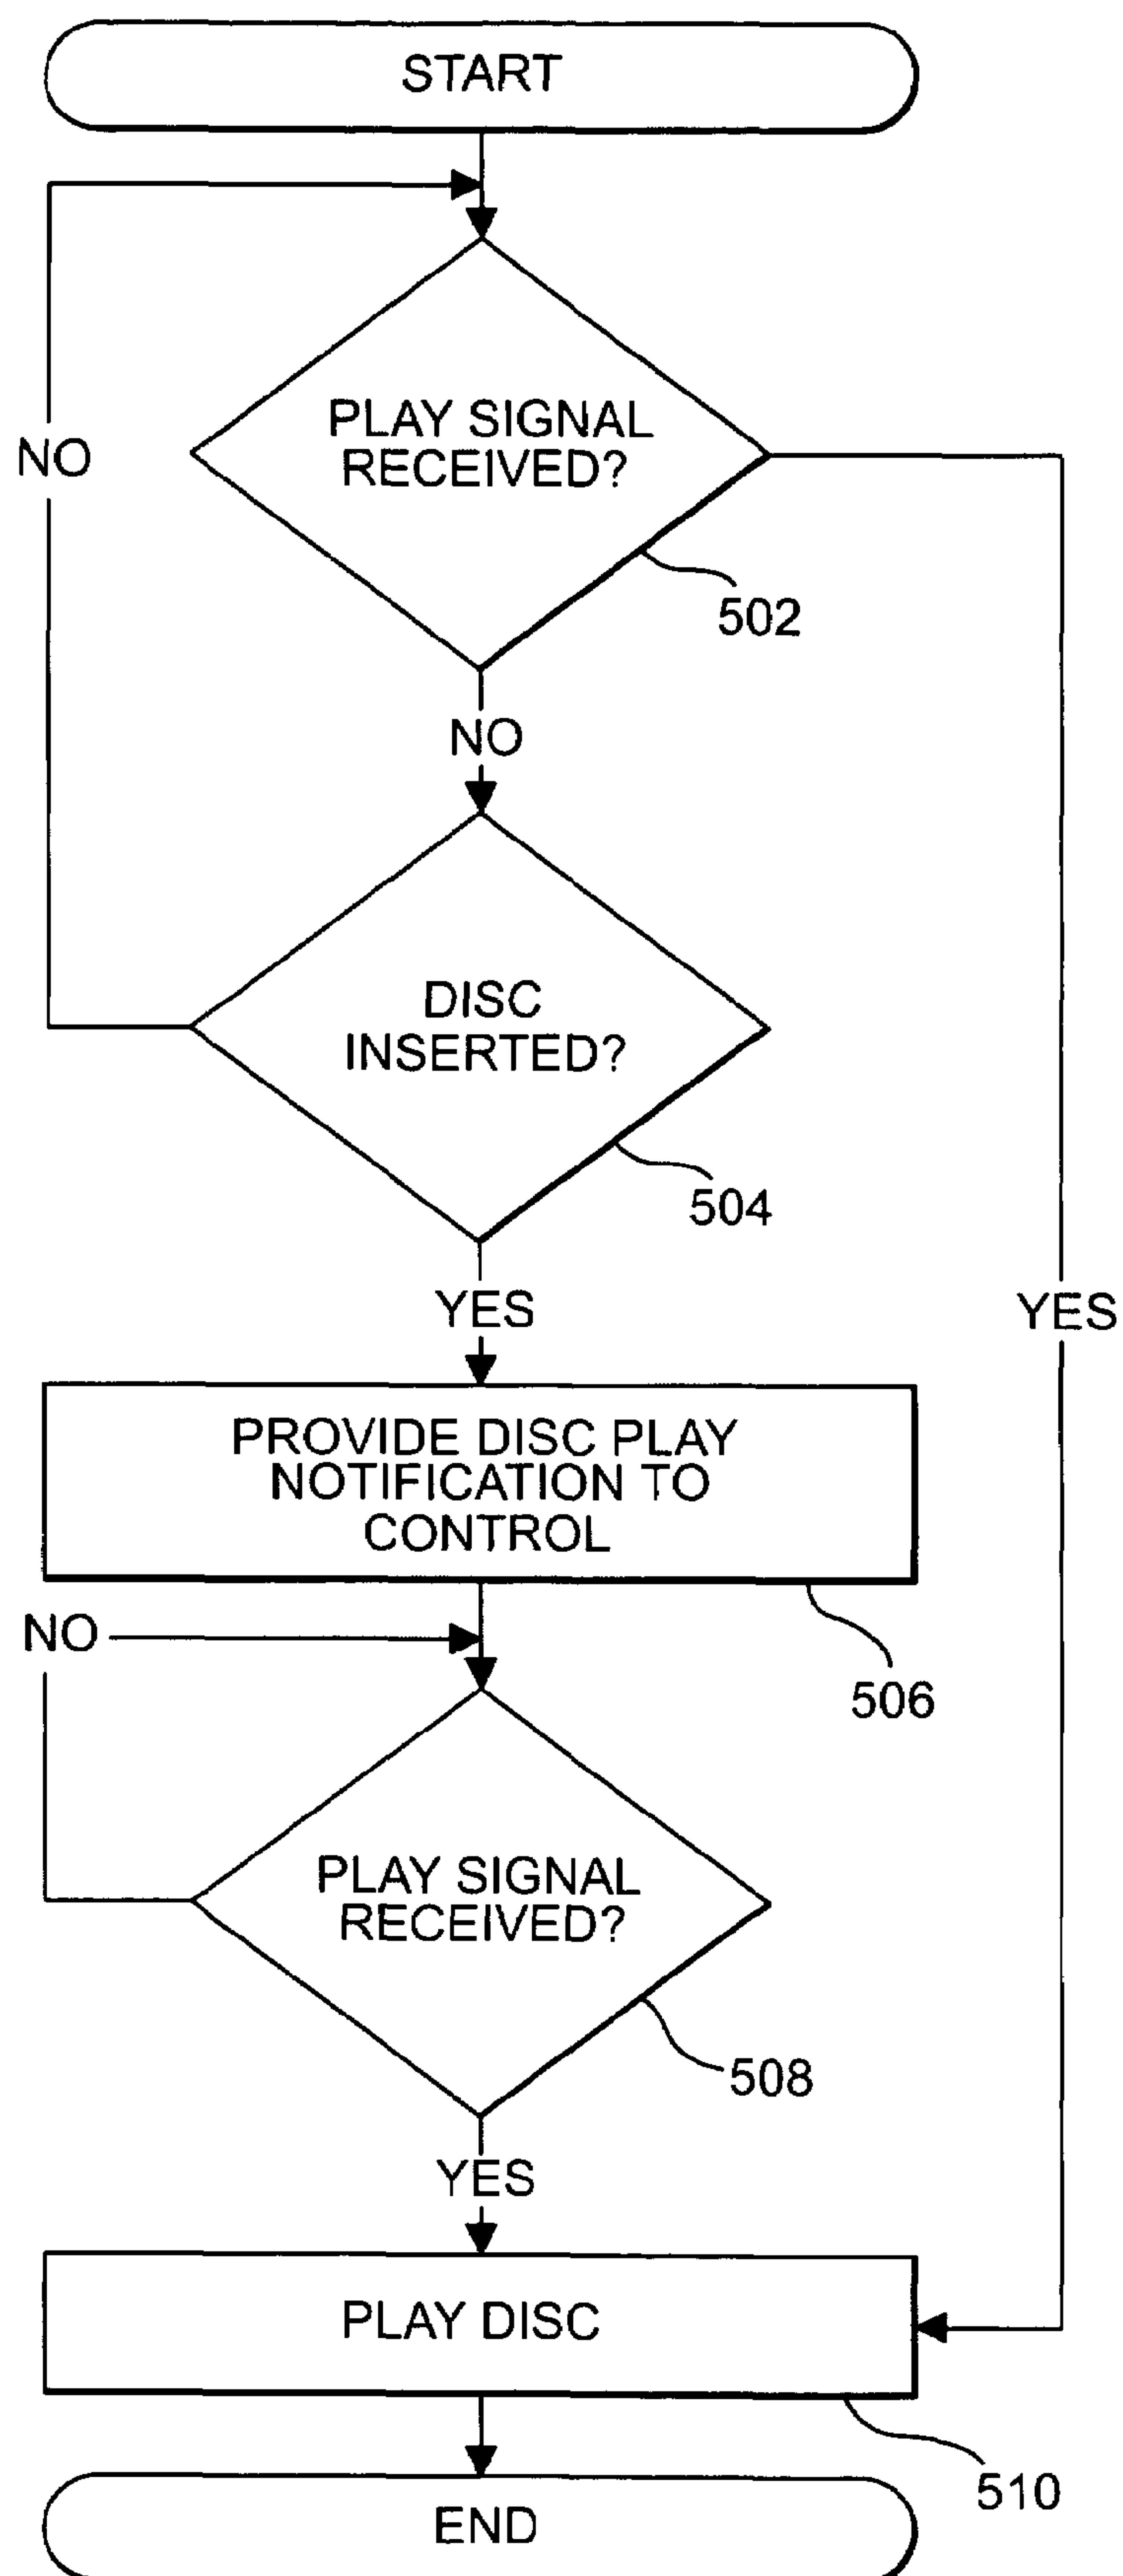 START
PLAY SIGNAL
RECEIVED?
NO
502
NO
DISC
INSERTED?
504
YES
YES
PROVIDE DISC PLAY
NOTIFICATION TO
CONTROL
NO
506
PLAY SIGNAL
RECEIVED?
508
YES
PLAY DISC
510
END